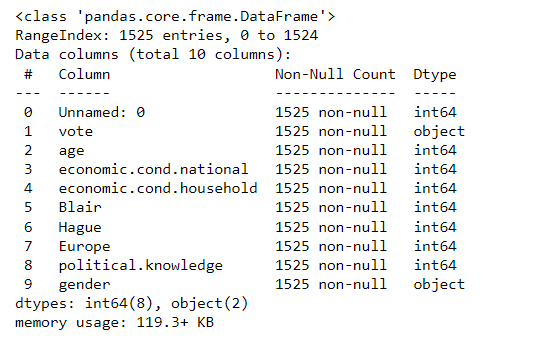 <class 'pandas.core.frame.DataFrame'>
RangeIndex: 1525 entries, 0 to 1524
Data columns (total 10 columns):
 #   Column                   Non-Null Count  Dtype
---  ------                   --------------  -----
 0   Unnamed: 0               1525 non-null   int64
 1   vote                     1525 non-null   object
 2   age                      1525 non-null   int64
 3   economic.cond.national   1525 non-null   int64
 4   economic.cond.household  1525 non-null   int64
 5   Blair                    1525 non-null   int64
 6   Hague                    1525 non-null   int64
 7   Europe                   1525 non-null   int64
 8   political.knowledge      1525 non-null   int64
 9   gender                   1525 non-null   object
dtypes: int64(8), object(2)
memory usage: 119.3+ KB